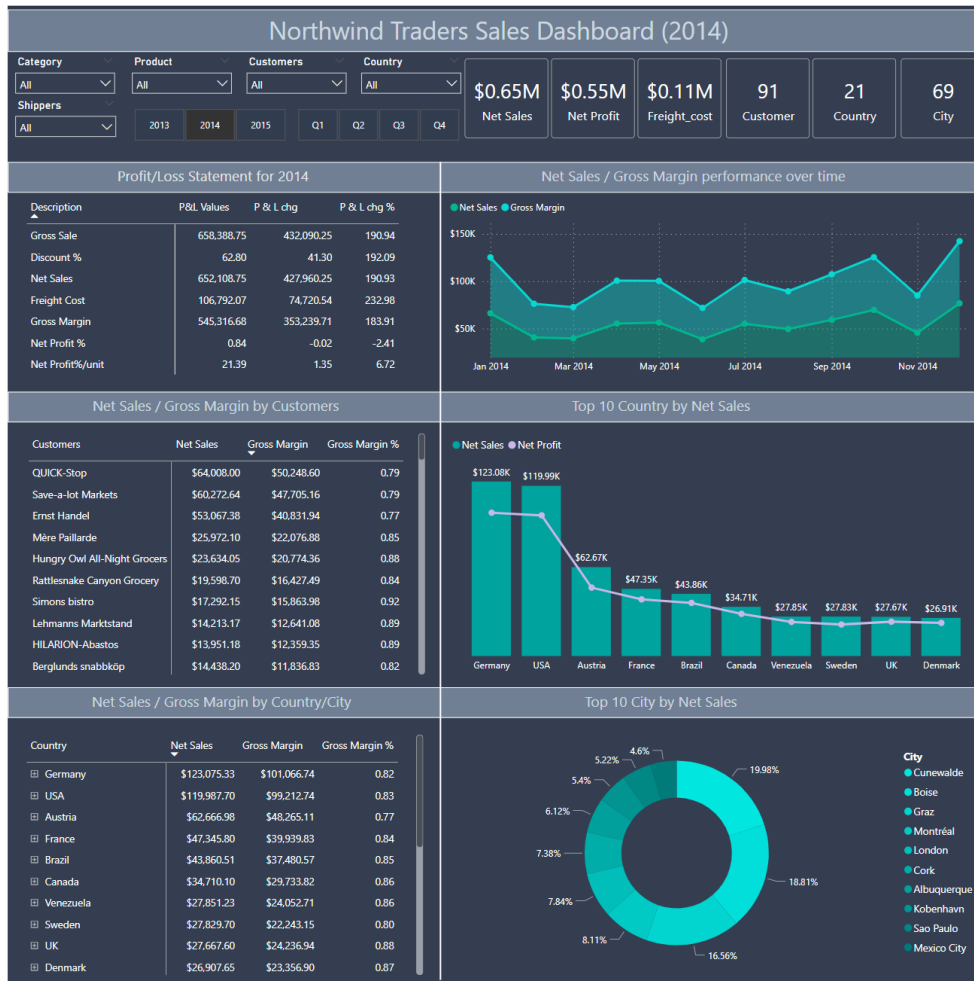 Northwind Traders Sales Dashboard (2014)
Category Product Customers Country
All All All All
Shippers
All
2013 2014 2015 Q1 Q2 Q3 Q4
$0.65M $0.55M $0.11M 91 21 69
Net Sales Net Profit Freight_cost Customer Country City
Profit/Loss Statement for 2014
Description P&L Values P & L chg P & L chg %
Gross Sale 658,388.75 432,090.25 190.94
Discount % 62.80 41.30 192.09
Net Sales 652,108.75 427,960.25 190.93
Freight Cost 106,792.07 74,720.54 232.98
Gross Margin 545,316.68 353,239.71 183.91
Net Profit % 0.84 -0.02 -2.41
Net Profit%/unit 21.39 1.35 6.72
Net Sales / Gross Margin performance over time
Net Sales Gross Margin
$150K
$100K
$50K
Jan 2014 Mar 2014 May 2014 Jul 2014 Sep 2014 Nov 2014
Net Sales / Gross Margin by Customers
Customers Net Sales Gross Margin Gross Margin %
QUICK-Stop $64,008.00 $50,248.60 0.79
Save-a-lot Markets $60,272.64 $47,705.16 0.79
Ernst Handel $53,067.38 $40,831.94 0.77
Mère Paillarde $25,972.10 $22,076.88 0.85
Hungry Owl All-Night Grocers $23,634.05 $20,774.36 0.88
Rattlesnake Canyon Grocery $19,598.70 $16,427.49 0.84
Simons bistro $17,292.15 $15,863.98 0.92
Lehmanns Marktstand $14,213.17 $12,641.08 0.89
HILARION-Abastos $13,951.18 $12,359.35 0.89
Berglunds snabbköp $14,438.20 $11,836.83 0.82
Top 10 Country by Net Sales
Net Sales Net Profit
$123.08K $119.99K $62.67K $47.35K $43.86K $34.71K $27.85K $27.83K $27.67K $26.91K
Germany USA Austria France Brazil Canada Venezuela Sweden UK Denmark
Net Sales / Gross Margin by Country/City
Country Net Sales Gross Margin Gross Margin %
Germany $123,075.33 $101,066.74 0.82
USA $119,987.70 $99,212.74 0.83
Austria $62,666.98 $48,265.11 0.77
France $47,345.80 $39,939.83 0.84
Brazil $43,860.51 $37,480.57 0.85
Canada $34,710.10 $29,733.82 0.86
Venezuela $27,851.23 $24,052.71 0.86
Sweden $27,829.70 $22,243.15 0.80
UK $27,667.60 $24,236.94 0.88
Denmark $26,907.65 $23,356.90 0.87
Top 10 City by Net Sales
19.98%
18.81%
16.56%
8.11%
7.84%
7.38%
6.12%
5.4%
5.22%
4.6%
City
Cunewalde
Boise
Graz
Montréal
London
Cork
Albuquerque
Kobenhavn
Sao Paulo
Mexico City